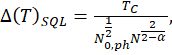 Δ(T)_{SQL} = \frac{T_C}{N_{0,ph}^{\frac{1}{2}} N^{\frac{2}{2-α}}},